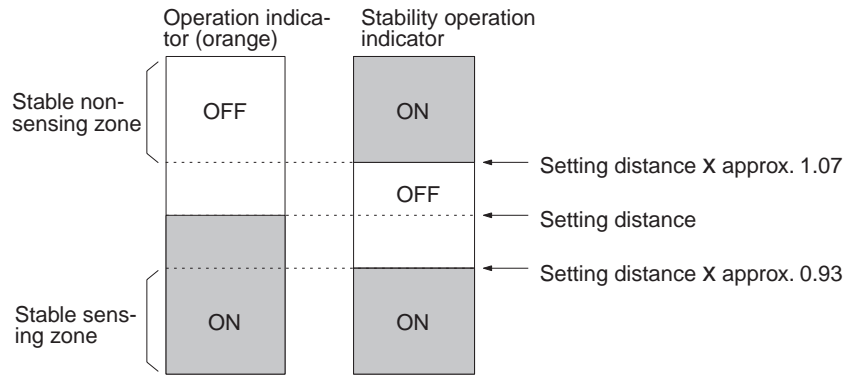 Operation indica-
tor (orange)
Stability operation
indicator
Stable non-
sensing zone
OFF
ON
Setting distance x approx. 1.07
OFF
Setting distance
Setting distance x approx. 0.93
Stable sens-
ing zone
ON
ON